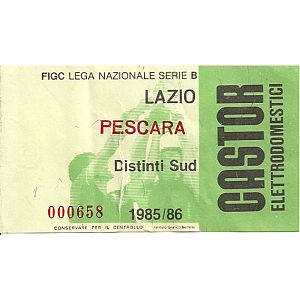 FIGC LEGA NAZIONALE SERIE B
LAZIO
PESCARA
Distinti Sud
000658
1985/86
CONSERVARE PER IL CONTROLLO
CASTOR
ELETTRODOMESTICI